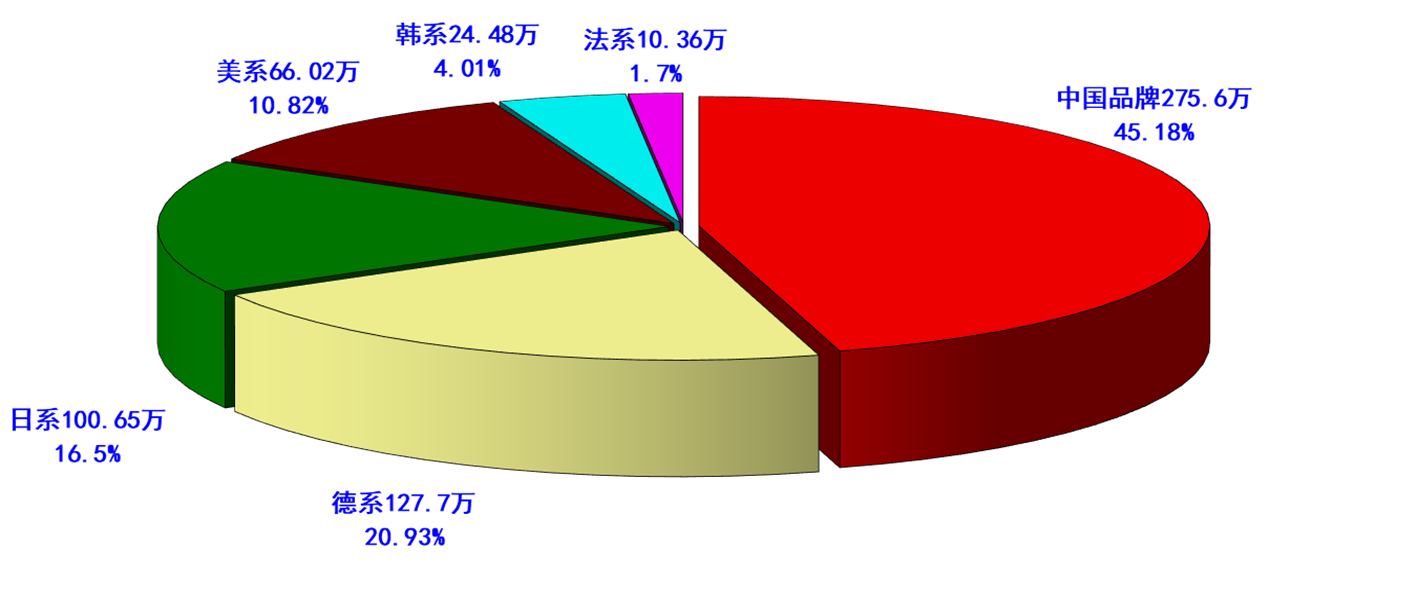 韩系24.48万
4.01%
法系10.36万
1.7%
美系66.02万
10.82%
中国品牌275.6万
45.18%
日系100.65万
16.5%
德系127.7万
20.93%